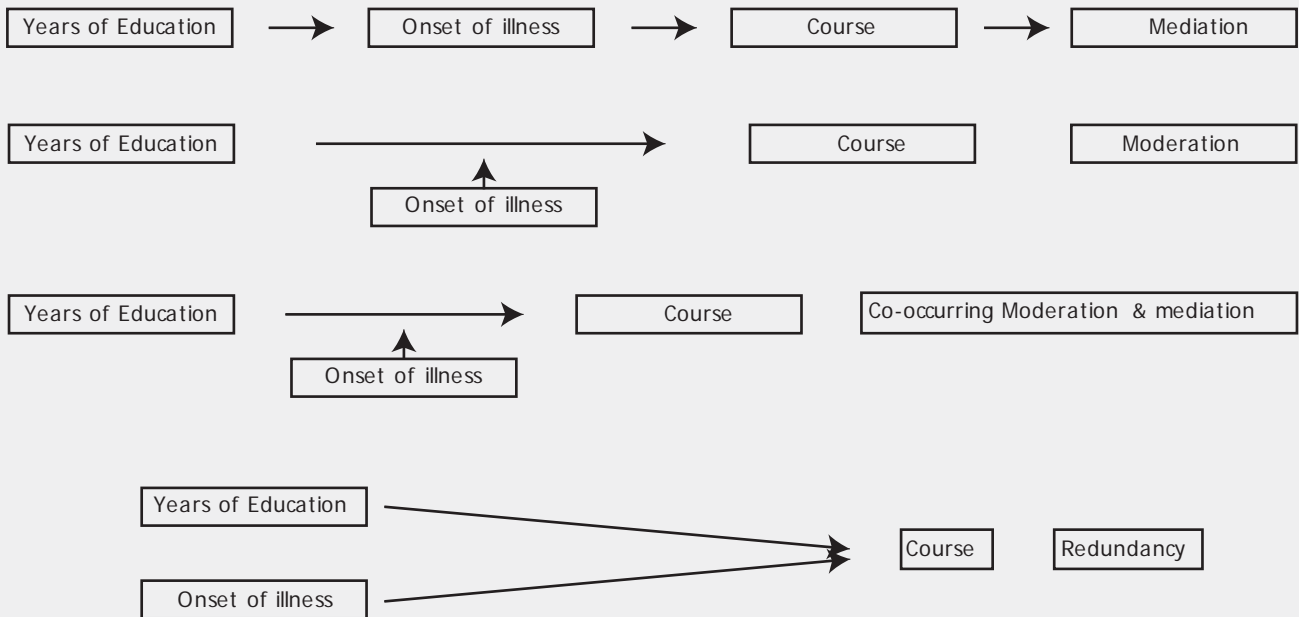 Years of Education
Onset of illness
Course
Mediation
Years of Education
Course
Moderation
Onset of illness
Years of Education
Course
Co-occurring Moderation & mediation
Onset of illness
Years of Education
Course
Redundancy
Onset of illness